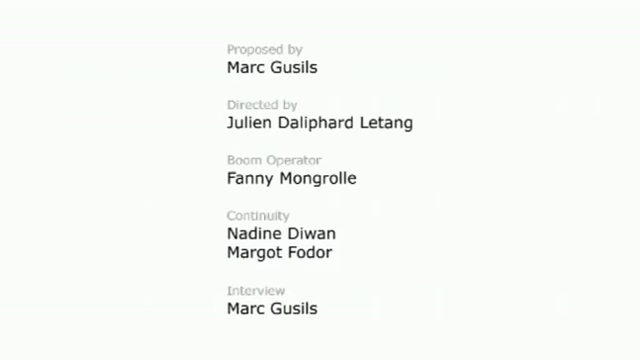 Proposed by
Marc Gusils
Directed by
Julien Daliphard Letang
Boom Operator
Fanny Mongrolle
Continuity
Nadine Diwan
Margot Fodor
Interview
Marc Gusils